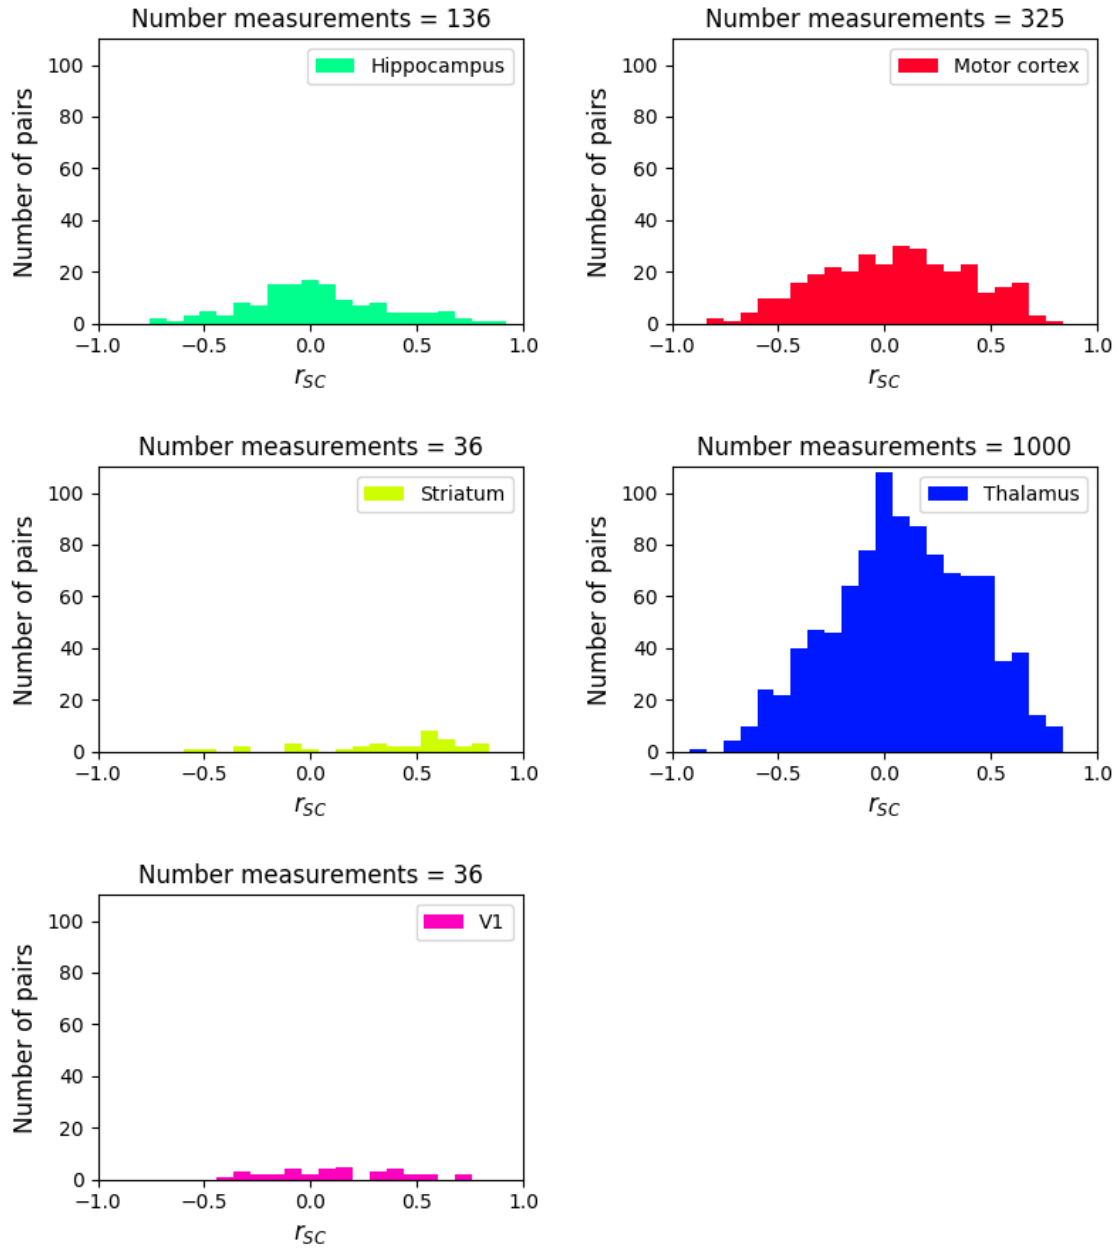 Number measurements = 136
Hippocampus
Number of pairs
100
80
60
40
20
0
−1.0 −0.5 0.0 0.5 1.0
r_SC
Number measurements = 325
Motor cortex
Number of pairs
100
80
60
40
20
0
−1.0 −0.5 0.0 0.5 1.0
r_SC
Number measurements = 36
Striatum
Number of pairs
100
80
60
40
20
0
−1.0 −0.5 0.0 0.5 1.0
r_SC
Number measurements = 1000
Thalamus
Number of pairs
100
80
60
40
20
0
−1.0 −0.5 0.0 0.5 1.0
r_SC
Number measurements = 36
V1
Number of pairs
100
80
60
40
20
0
−1.0 −0.5 0.0 0.5 1.0
r_SC